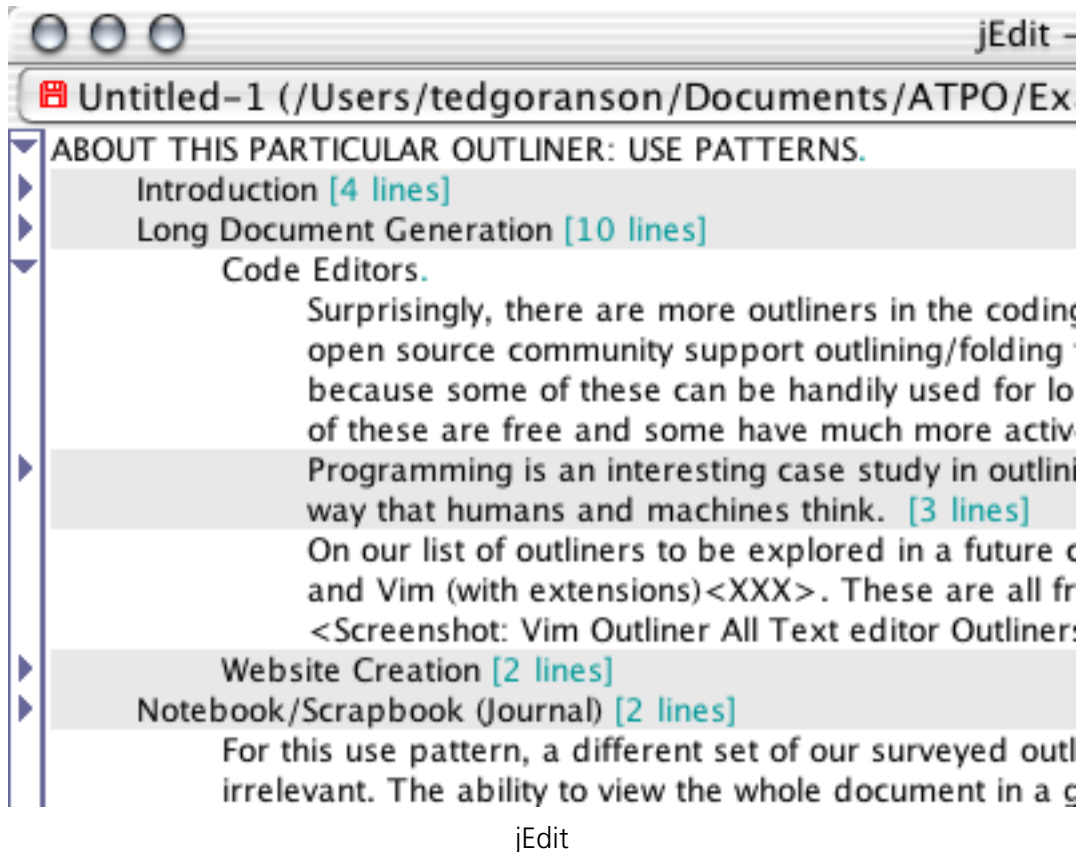 jEdit –
Untitled–1 (/Users/tedgoranson/Documents/ATPO/Ex
ABOUT THIS PARTICULAR OUTLINER: USE PATTERNS.
Introduction [4 lines]
Long Document Generation [10 lines]
Code Editors.
Surprisingly, there are more outliners in the coding
open source community support outlining/folding
because some of these can be handily used for lo
of these are free and some have much more activ
Programming is an interesting case study in outlini
way that humans and machines think. [3 lines]
On our list of outliners to be explored in a future
and Vim (with extensions)<XXX>. These are all fr
<Screenshot: Vim Outliner All Text editor Outliners
Website Creation [2 lines]
Notebook/Scrapbook (Journal) [2 lines]
For this use pattern, a different set of our surveyed outl
irrelevant. The ability to view the whole document in a
jEdit